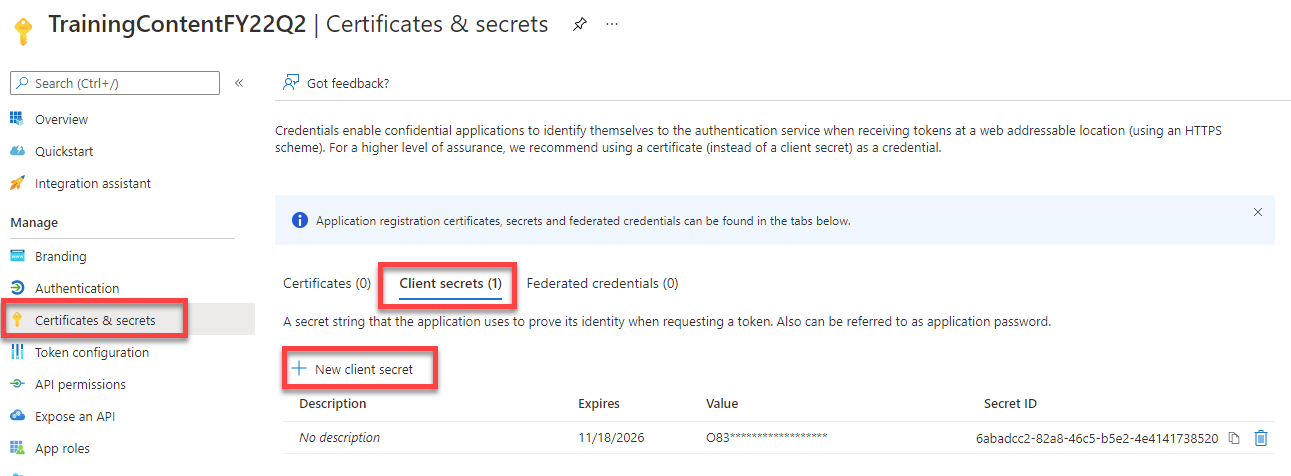 TrainingContentFY22Q2 | Certificates & secrets
Search (Ctrl+/)
Overview
Quickstart
Integration assistant
Manage
Branding
Authentication
Certificates & secrets
Token configuration
API permissions
Expose an API
App roles
Got feedback?
Credentials enable confidential applications to identify themselves to the authentication service when receiving tokens at a web addressable location (using an HTTPS
scheme). For a higher level of assurance, we recommend using a certificate (instead of a client secret) as a credential.
Application registration certificates, secrets and federated credentials can be found in the tabs below.
Certificates (0) Client secrets (1) Federated credentials (0)
A secret string that the application uses to prove its identity when requesting a token. Also can be referred to as application password.
New client secret
Description Expires Value Secret ID
No description 11/18/2026 O83****************** 6abadcc2-82a8-46c5-b5e2-4e4141738520